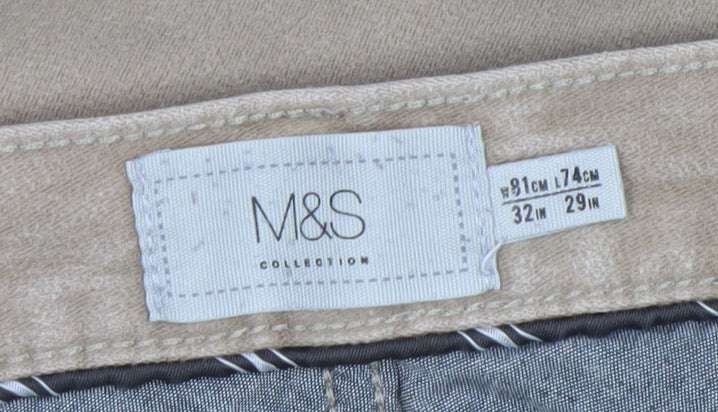 M&S
COLLECTION
W81CM L74CM
32IN 29IN